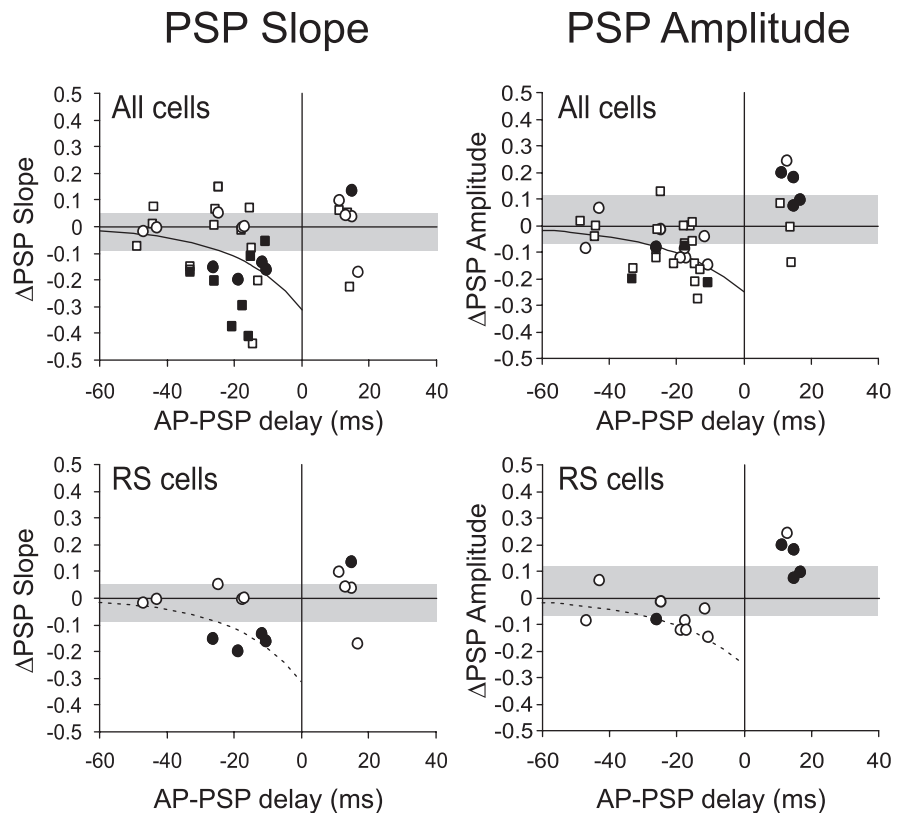 PSP Slope
PSP Amplitude
All cells
0.5
0.4
0.3
0.2
0.1
0
-0.1
-0.2
-0.3
-0.4
-0.5
ΔPSP Slope
-60 -40 -20 0 20 40
AP-PSP delay (ms)
All cells
0.5
0.4
0.3
0.2
0.1
0
-0.1
-0.2
-0.3
-0.4
-0.5
ΔPSP Amplitude
-60 -40 -20 0 20 40
AP-PSP delay (ms)
RS cells
0.5
0.4
0.3
0.2
0.1
0
-0.1
-0.2
-0.3
-0.4
-0.5
ΔPSP Slope
-60 -40 -20 0 20 40
AP-PSP delay (ms)
RS cells
0.5
0.4
0.3
0.2
0.1
0
-0.1
-0.2
-0.3
-0.4
-0.5
ΔPSP Amplitude
-60 -40 -20 0 20 40
AP-PSP delay (ms)